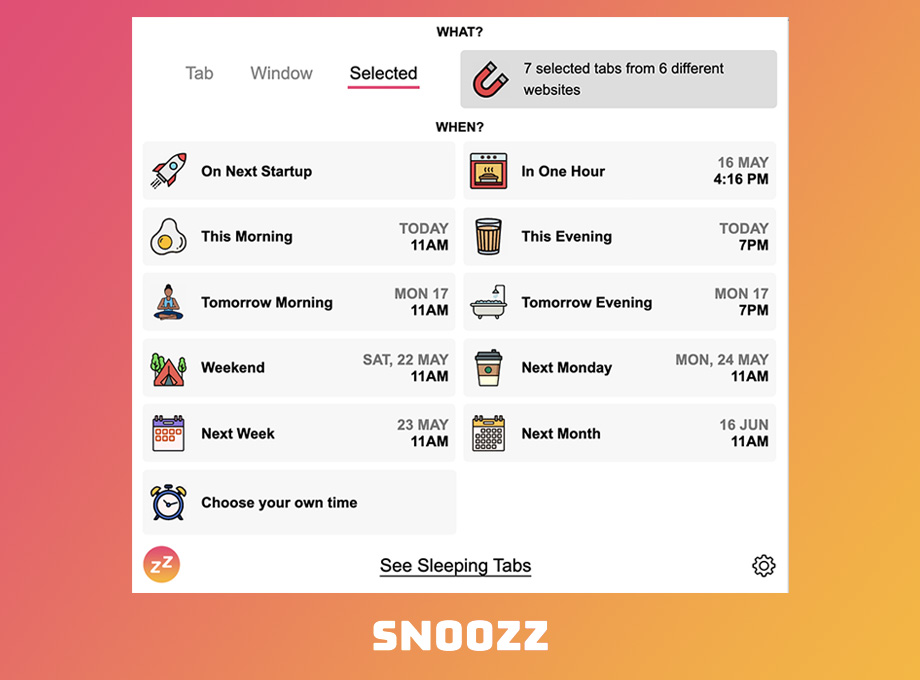 WHAT?
Tab
Window
Selected
7 selected tabs from 6 different
websites
WHEN?
On Next Startup
In One Hour
16 MAY
4:16 PM
This Morning
TODAY
11AM
This Evening
TODAY
7PM
Tomorrow Morning
MON 17
11AM
Tomorrow Evening
MON 17
7PM
Weekend
SAT, 22 MAY
11AM
Next Monday
MON, 24 MAY
11AM
Next Week
23 MAY
11AM
Next Month
16 JUN
11AM
Choose your own time
zz
See Sleeping Tabs
SNOOZZ